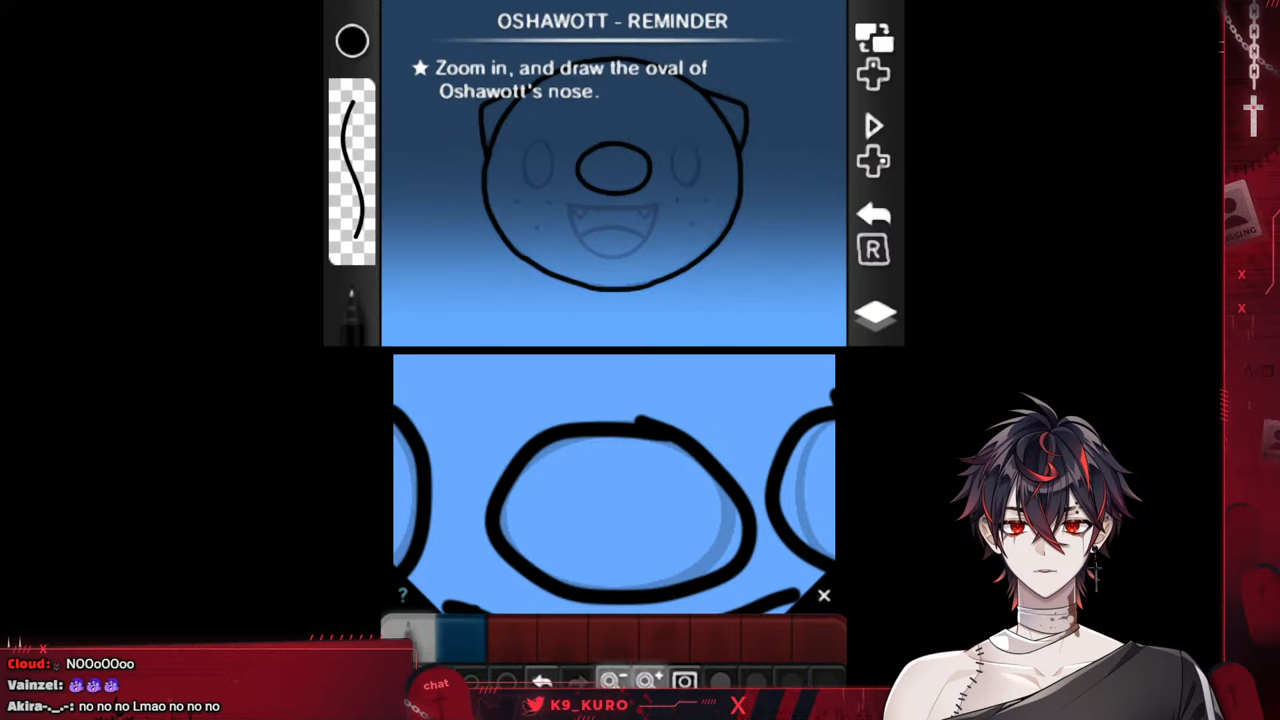 OSHAWOTT - REMINDER
★ Zoom in, and draw the oval of
Oshawott's nose.
R
?
Cloud: NOOoOOoo
Vainzel:
Akira-._.-: no no no Lmao no no no
chat
K9_KURO